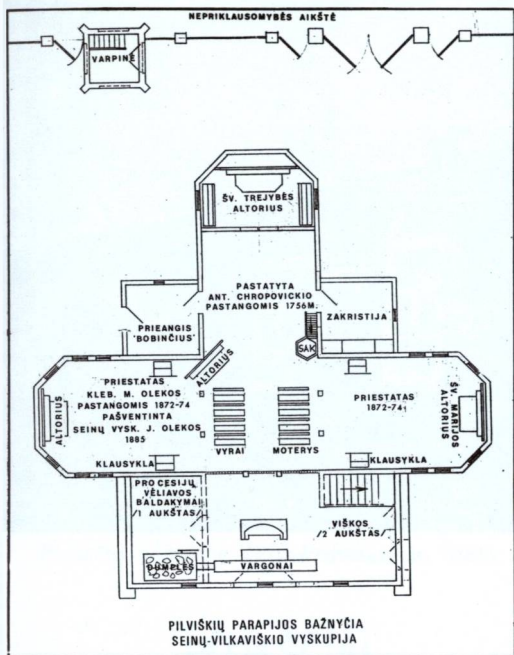 NEPRIKLAUSOMYBĖS AIKŠTĖ
VARPINĖ
ŠV. TREJYBĖS
ALTORIUS
PASTATYTA
ANT. CHROPOVICKIO
PASTANGOMIS 1756M.
PRIEANGIS
'BOBINČIUS'
ZAKRISTIJA
SAK
ALTORIUS
ALTORIUS
PRIESTATAS
KLEB. M. OLEKOS
PASTANGOMIS 1872-74
PAŠVENTINTA
SEINŲ VYSK. J. OLEKOS
1885
PRIESTATAS
1872-74
ŠV. MARIJOS
ALTORIUS
KLAUSYKLA
VYRAI
MOTERYS
KLAUSYKLA
PROCESIJŲ
VĖLIAVOS
BALDAKYMAI
/1 AUKŠTAS/
VIŠKOS
/2 AUKŠTAS/
DUMPLĖS
VARGONAI
PILVIŠKIŲ PARAPIJOS BAŽNYČIA
SEINŲ-VILKAVIŠKIO VYSKUPIJA